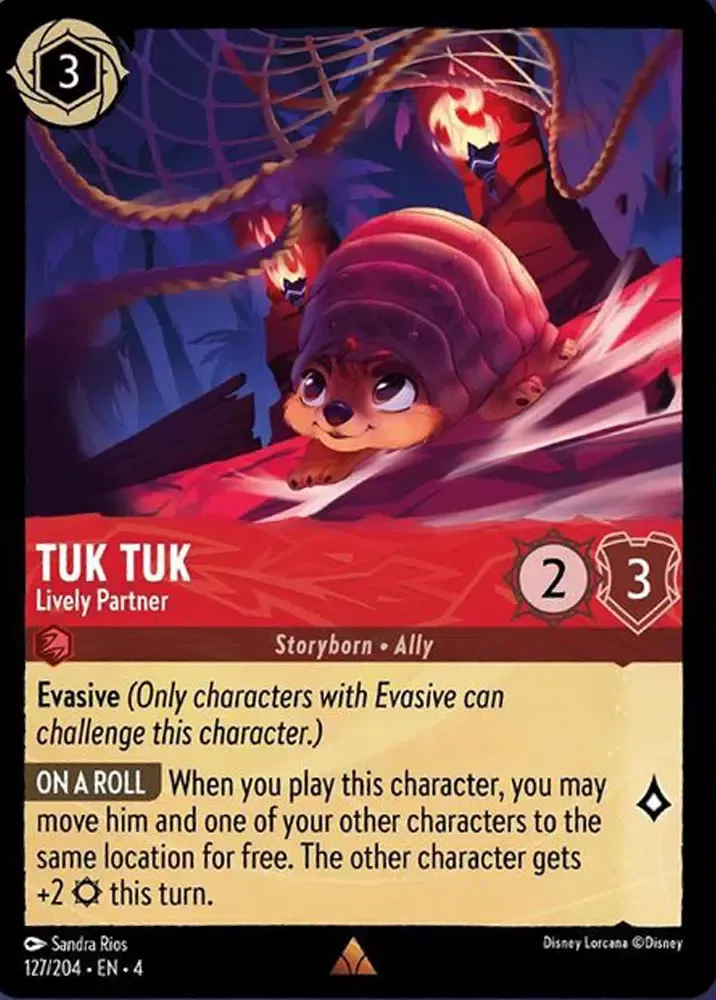 3
TUK TUK
Lively Partner
2
3
Storyborn • Ally
Evasive (Only characters with Evasive can
challenge this character.)
ON A ROLL When you play this character, you may
move him and one of your other characters to the
same location for free. The other character gets
+2 this turn.
Sandra Rios
Disney Lorcana ©Disney
127/204 • EN • 4